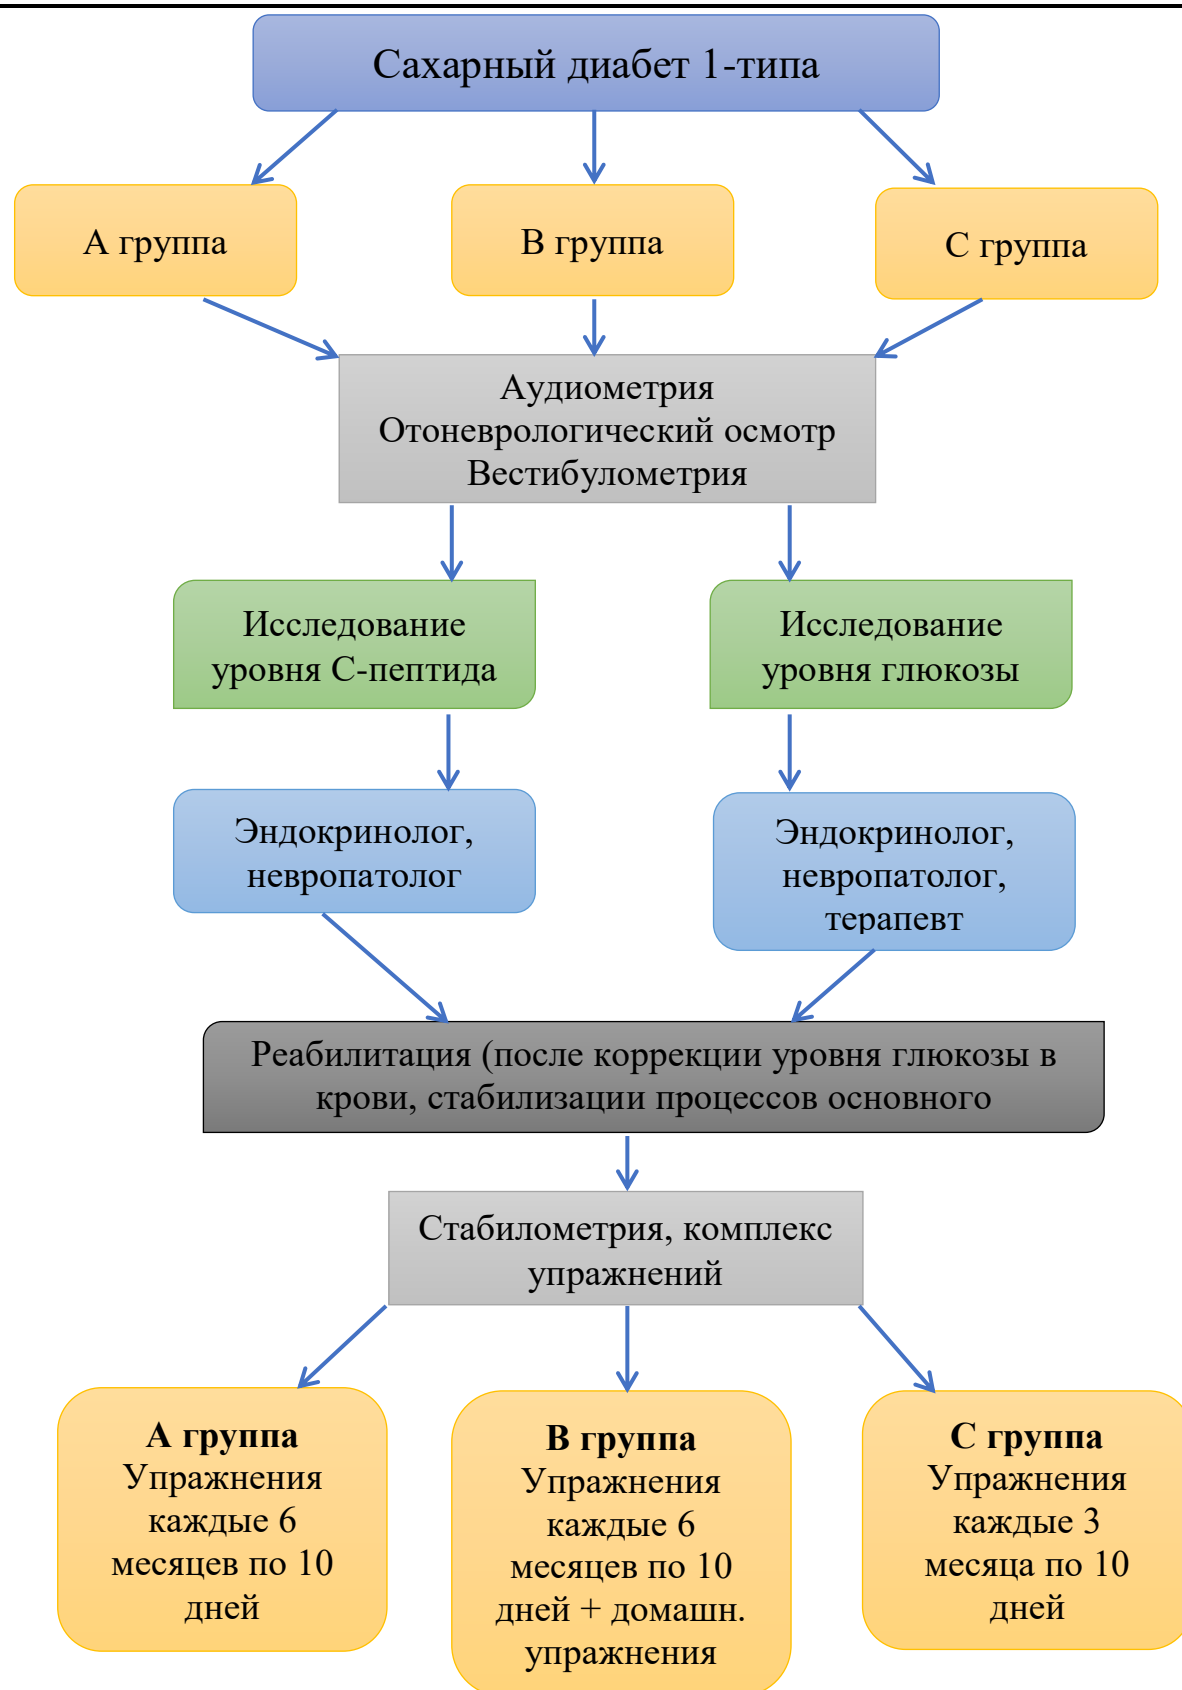 Сахарный диабет 1-типа
А группа
В группа
С группа
Аудиометрия
Отоневрологический осмотр
Вестибулометрия
Исследование
уровня С-пептида
Исследование
уровня глюкозы
Эндокринолог,
невропатолог
Эндокринолог,
невропатолог,
терапевт
Реабилитация (после коррекции уровня глюкозы в
крови, стабилизации процессов основного
Стабилометрия, комплекс
упражнений
А группа
Упражнения
каждые 6
месяцев по 10
дней
В группа
Упражнения
каждые 6
месяцев по 10
дней + домашн.
упражнения
С группа
Упражнения
каждые 3
месяца по 10
дней